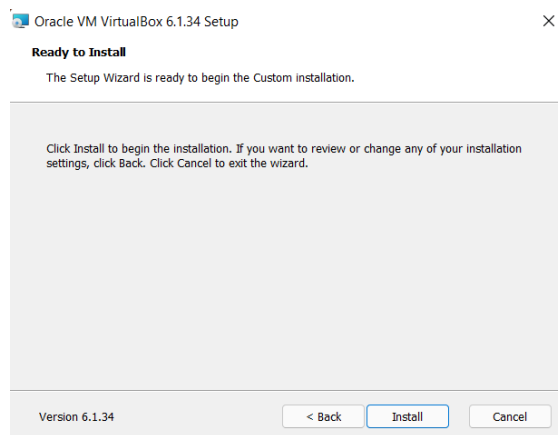 Oracle VM VirtualBox 6.1.34 Setup
Ready to Install
The Setup Wizard is ready to begin the Custom installation.
Click Install to begin the installation. If you want to review or change any of your installation
settings, click Back. Click Cancel to exit the wizard.
Version 6.1.34
< Back
Install
Cancel